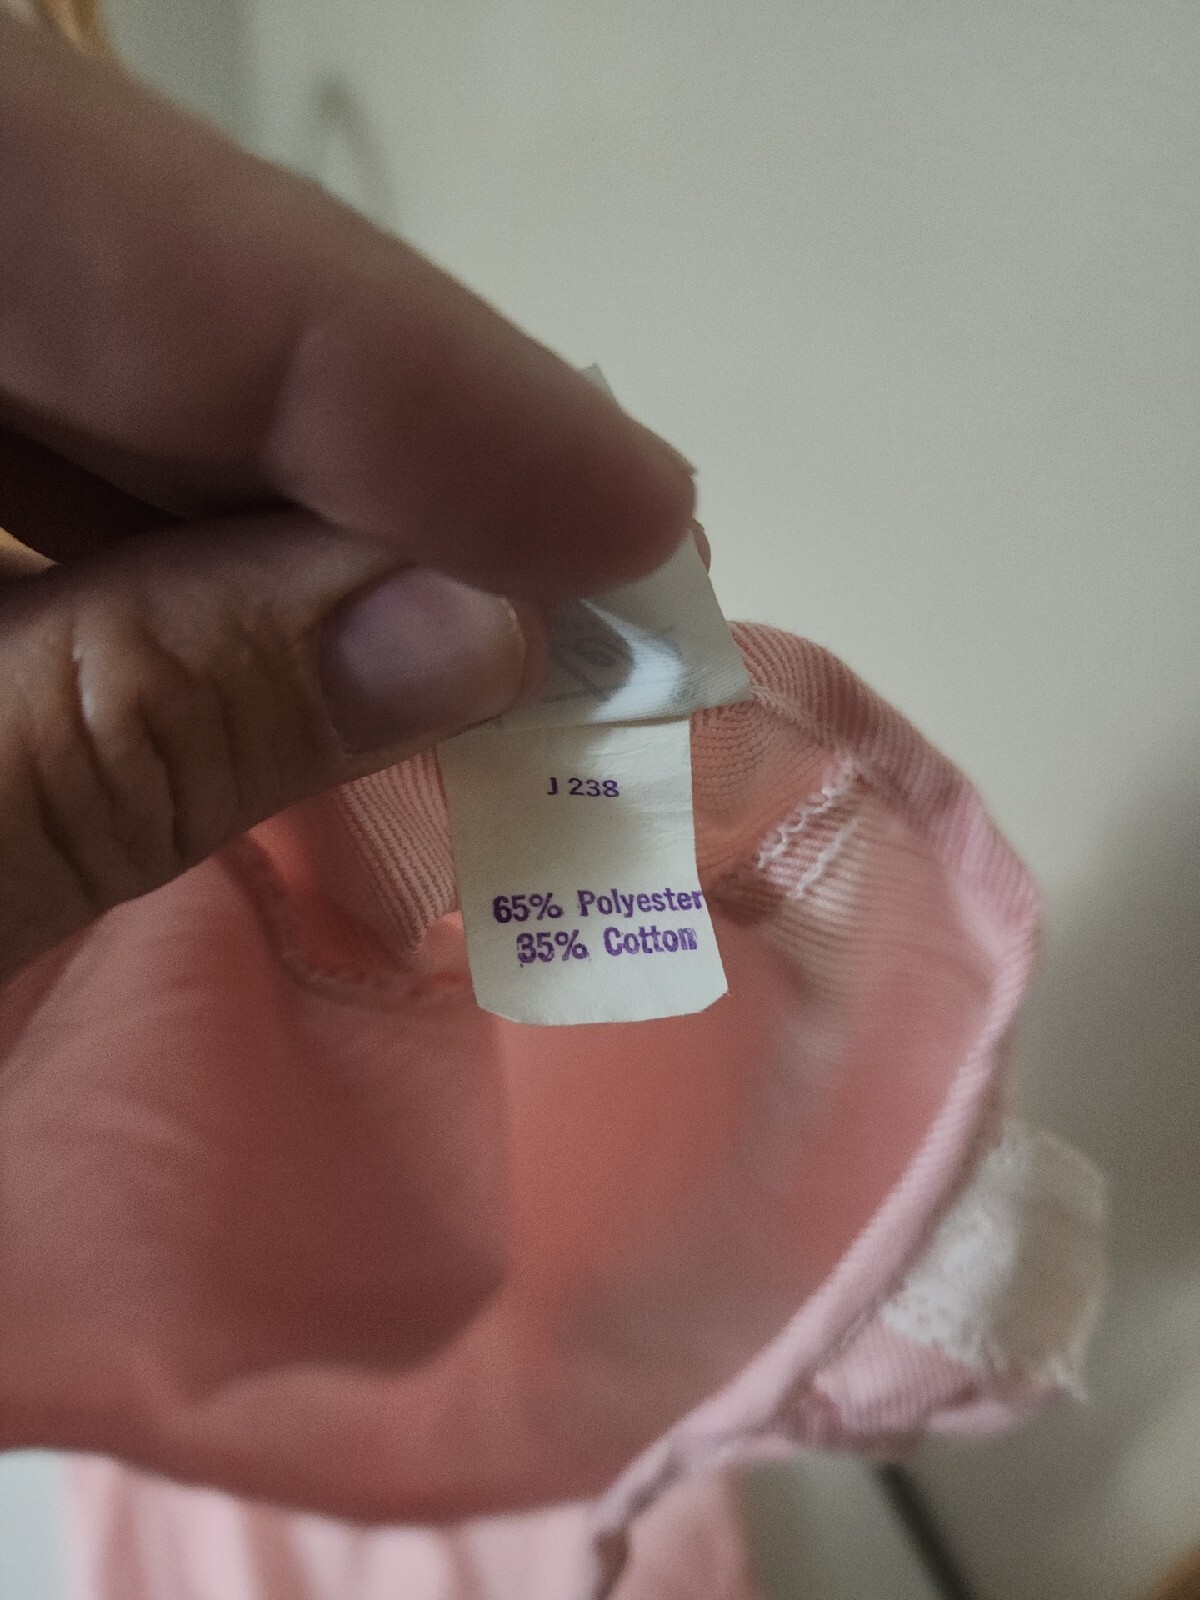 J 238
65% Polyester
35% Cotton